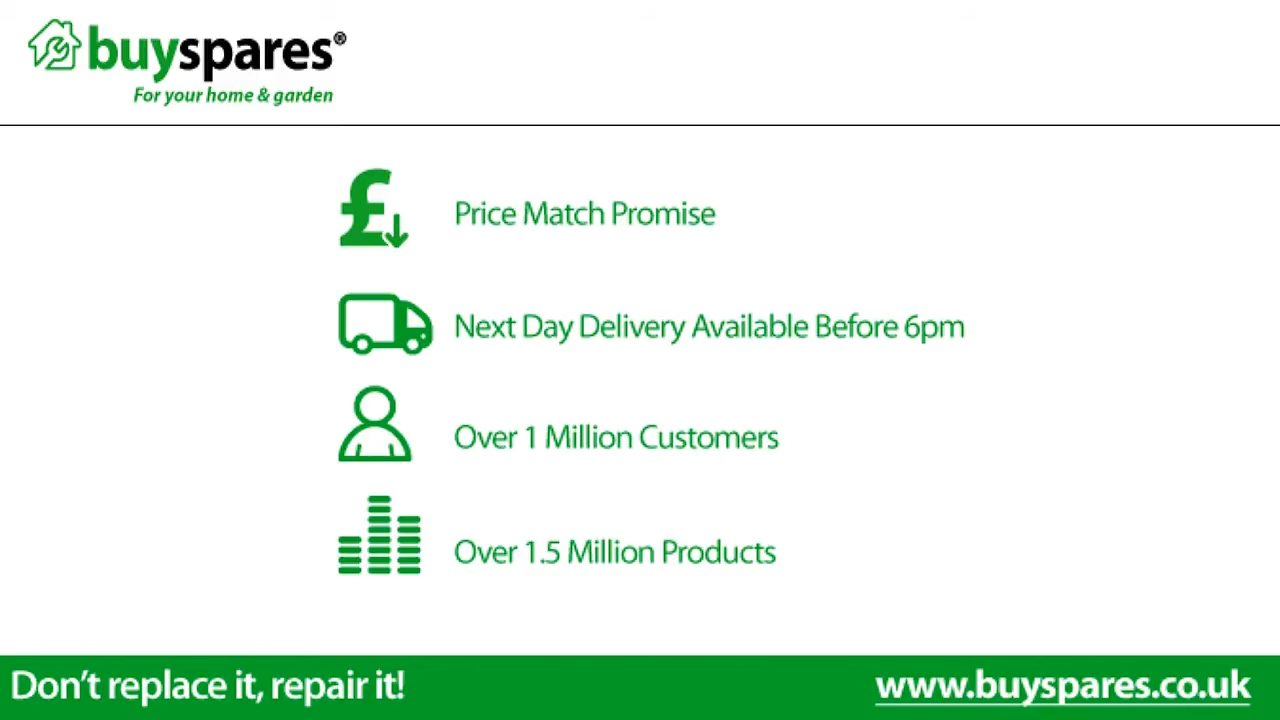 buyspares®
For your home & garden
£
Price Match Promise
Next Day Delivery Available Before 6pm
Over 1 Million Customers
Over 1.5 Million Products
Don't replace it, repair it!
www.buyspares.co.uk